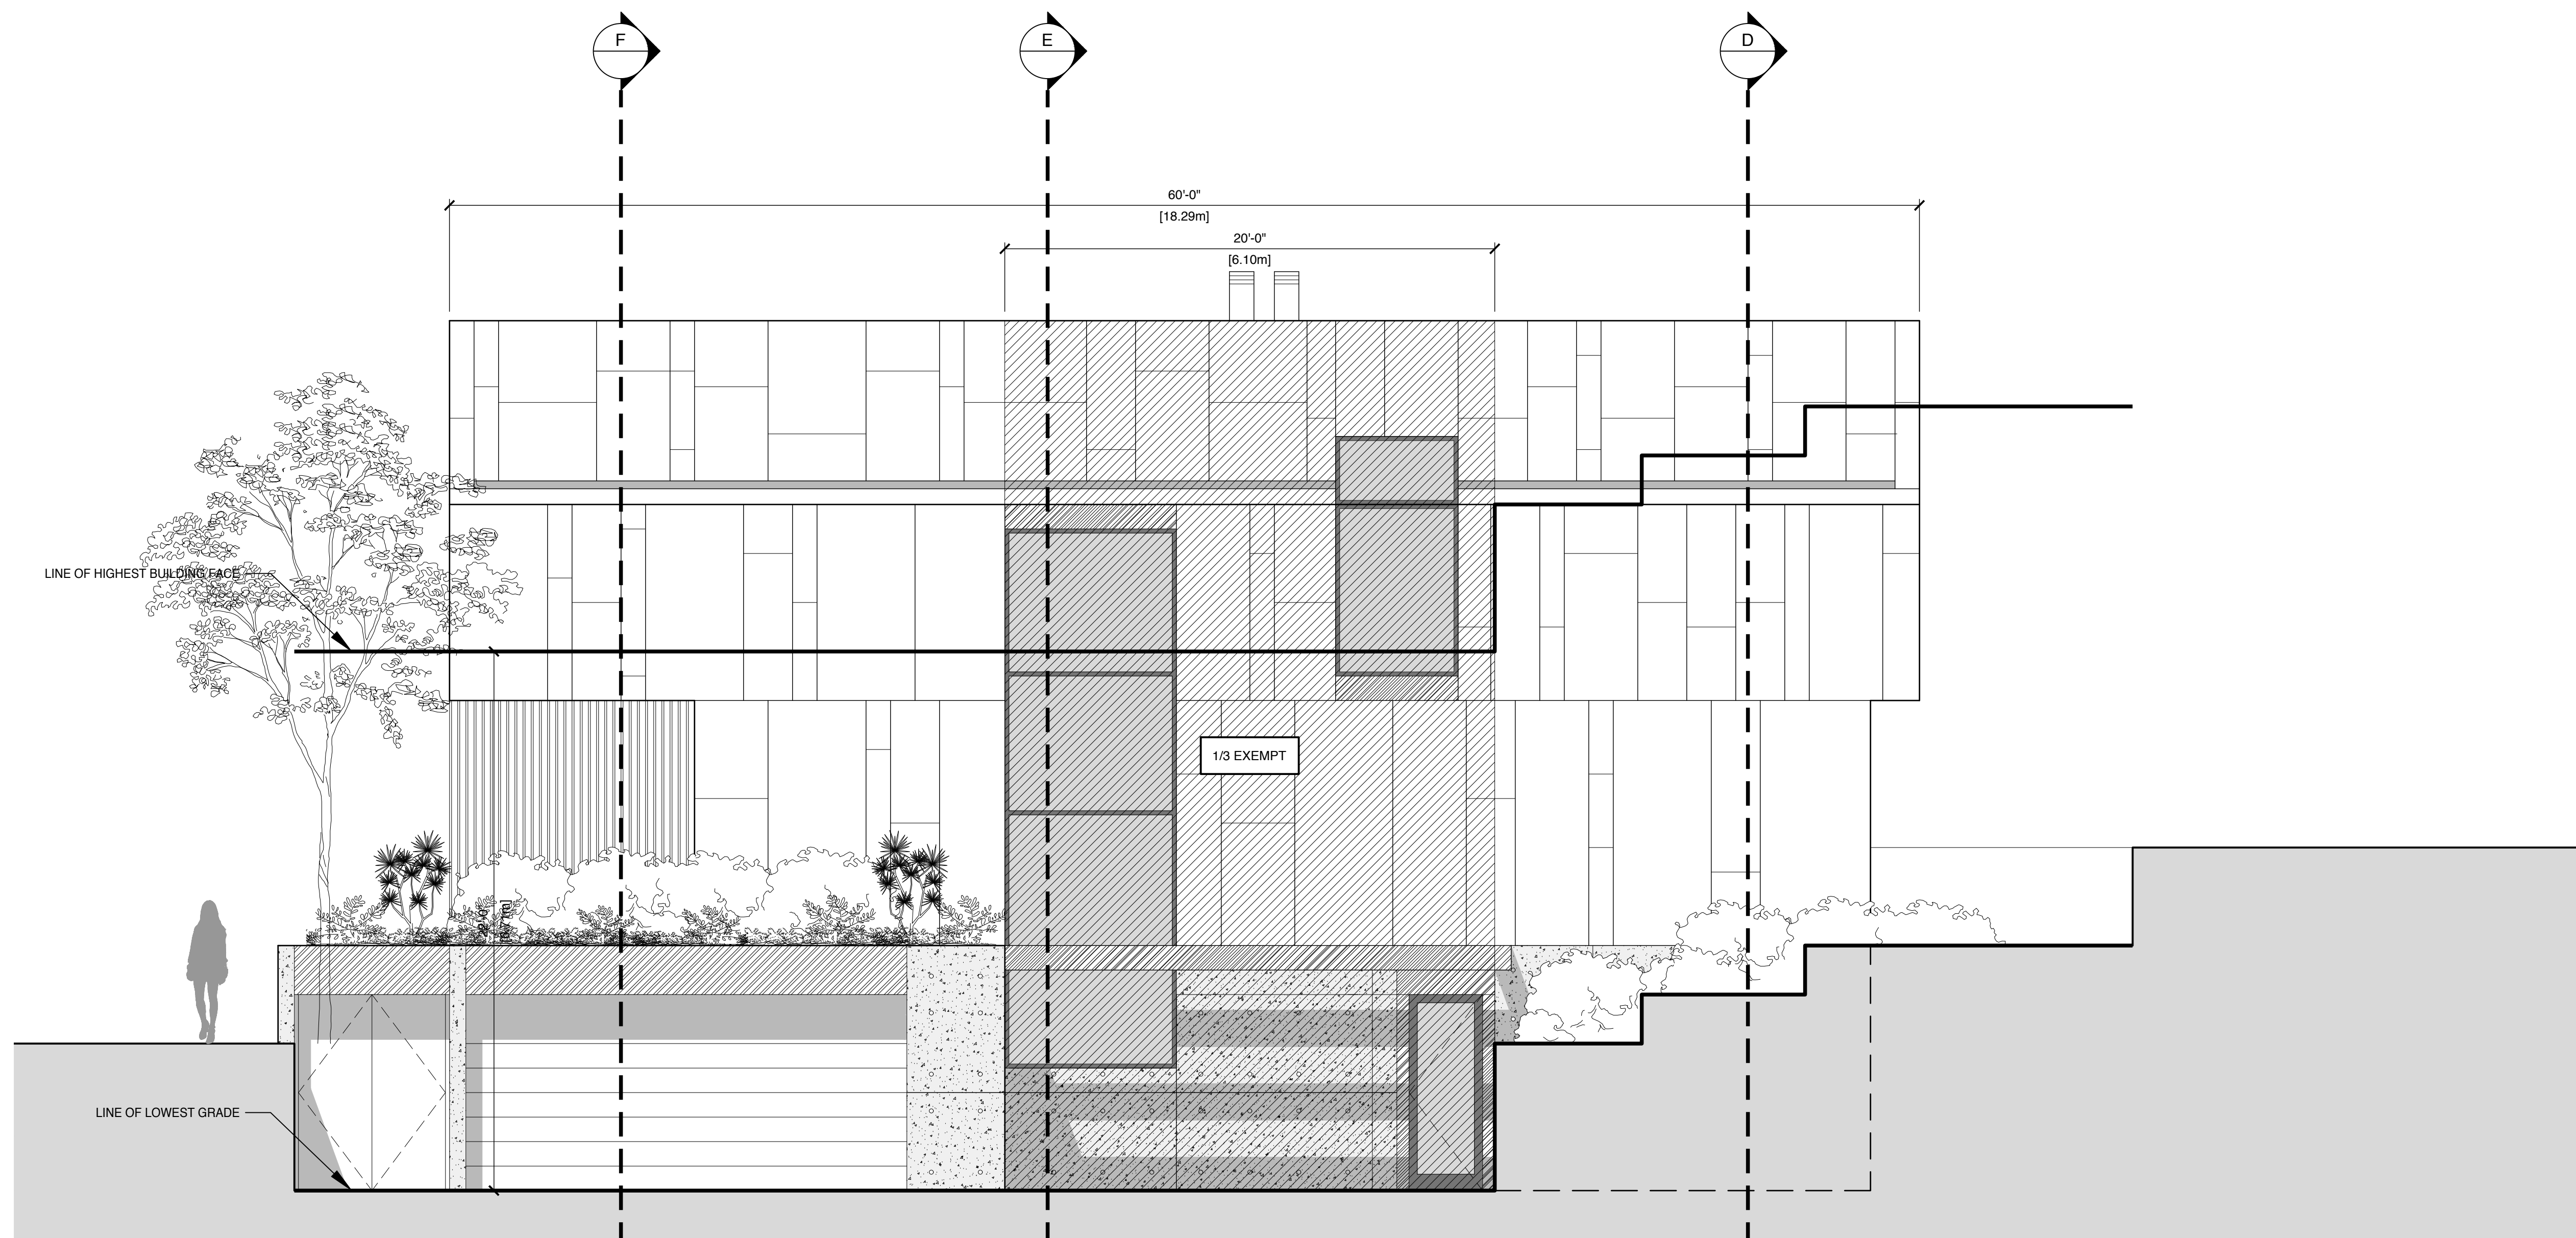 F
E
D
60'-0"
[18.29m]
20'-0"
[6.10m]
LINE OF HIGHEST BUILDING FACE
1/3 EXEMPT
LINE OF LOWEST GRADE